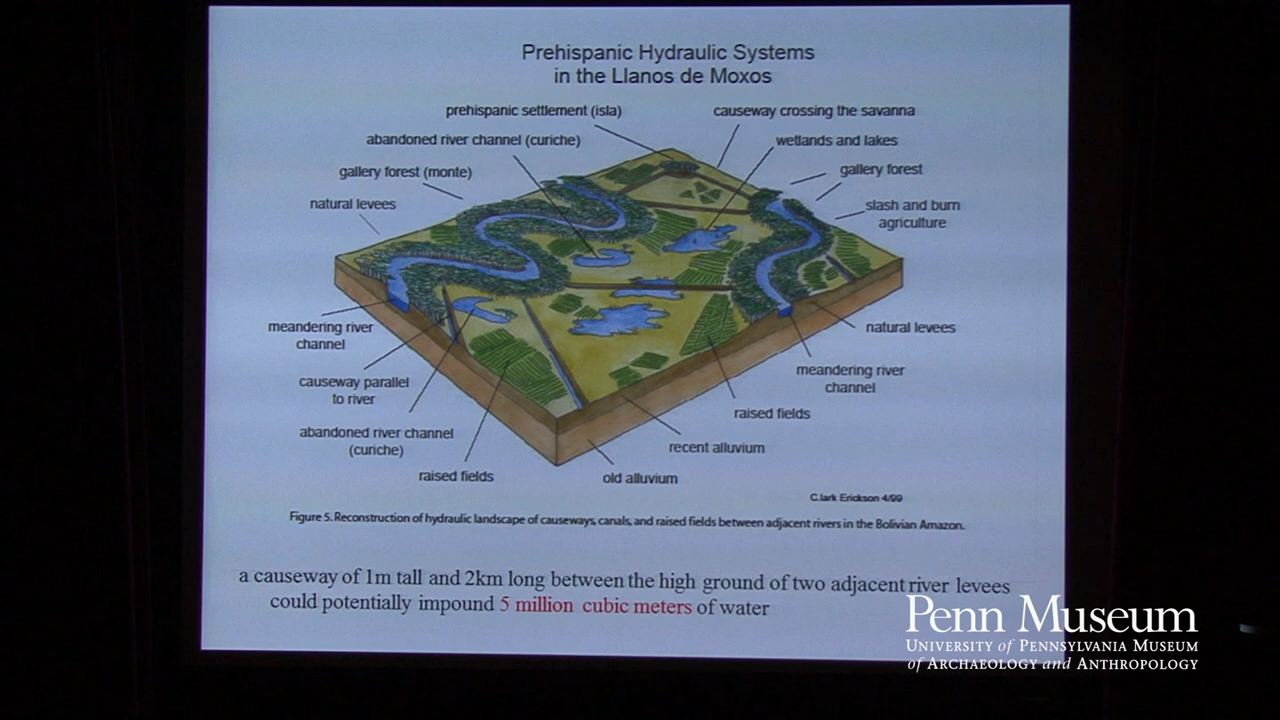 Prehispanic Hydraulic Systems
in the Llanos de Moxos
prehispanic settlement (isla)
causeway crossing the savanna
abandoned river channel (curiche)
wetlands and lakes
gallery forest (monte)
gallery forest
natural levees
slash and burn
agriculture
meandering river
channel
natural levees
causeway parallel
to river
meandering river
channel
abandoned river channel
(curiche)
raised fields
raised fields
recent alluvium
old alluvium
Clark Erickson 4/99
Figure 5. Reconstruction of hydraulic landscape of causeways, canals, and raised fields between adjacent rivers in the Bolivian Amazon.
a causeway of 1m tall and 2km long between the high ground of two adjacent river levees
could potentially impound 5 million cubic meters of water
Penn Museum
University of Pennsylvania Museum
of Archaeology and Anthropology